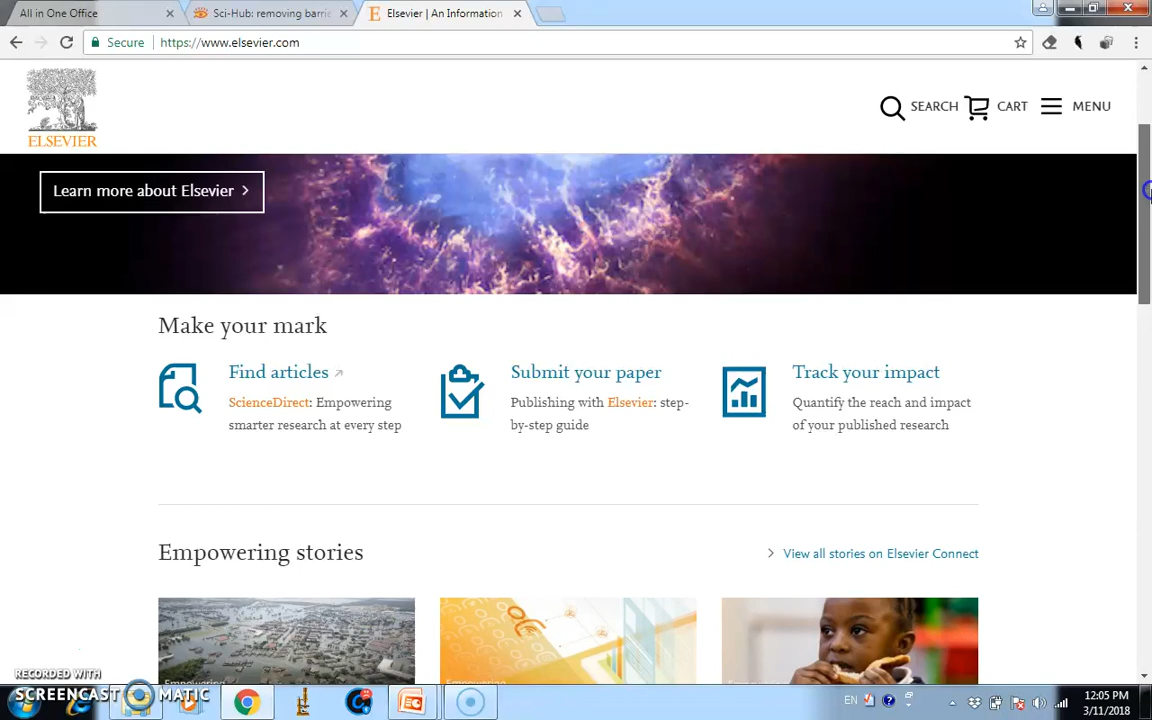 All in One Office
Sci-Hub: removing barrie
Elsevier | An Information
Secure
https://www.elsevier.com
ELSEVIER
SEARCH
CART
MENU
Learn more about Elsevier
Make your mark
Find articles
ScienceDirect: Empowering
smarter research at every step
Submit your paper
Publishing with Elsevier: step-
by-step guide
Track your impact
Quantify the reach and impact
of your published research
Empowering stories
View all stories on Elsevier Connect
Empowering
RECORDED WITH
SCREENCAST MATIC
EN
12:05 PM
3/11/2018